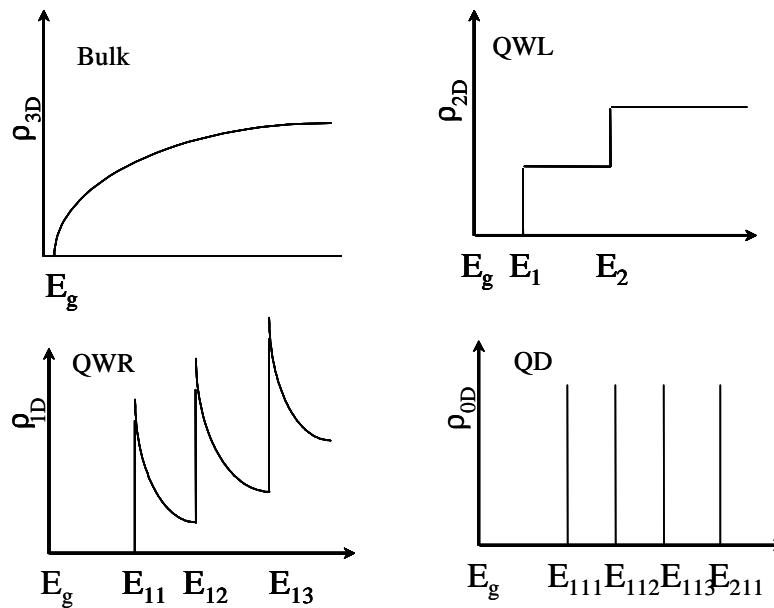 Bulk
ρ3D
Eg
QWL
ρ2D
Eg E1 E2
QWR
ρ1D
Eg E11 E12 E13
QD
ρ0D
Eg E111 E112 E113 E211